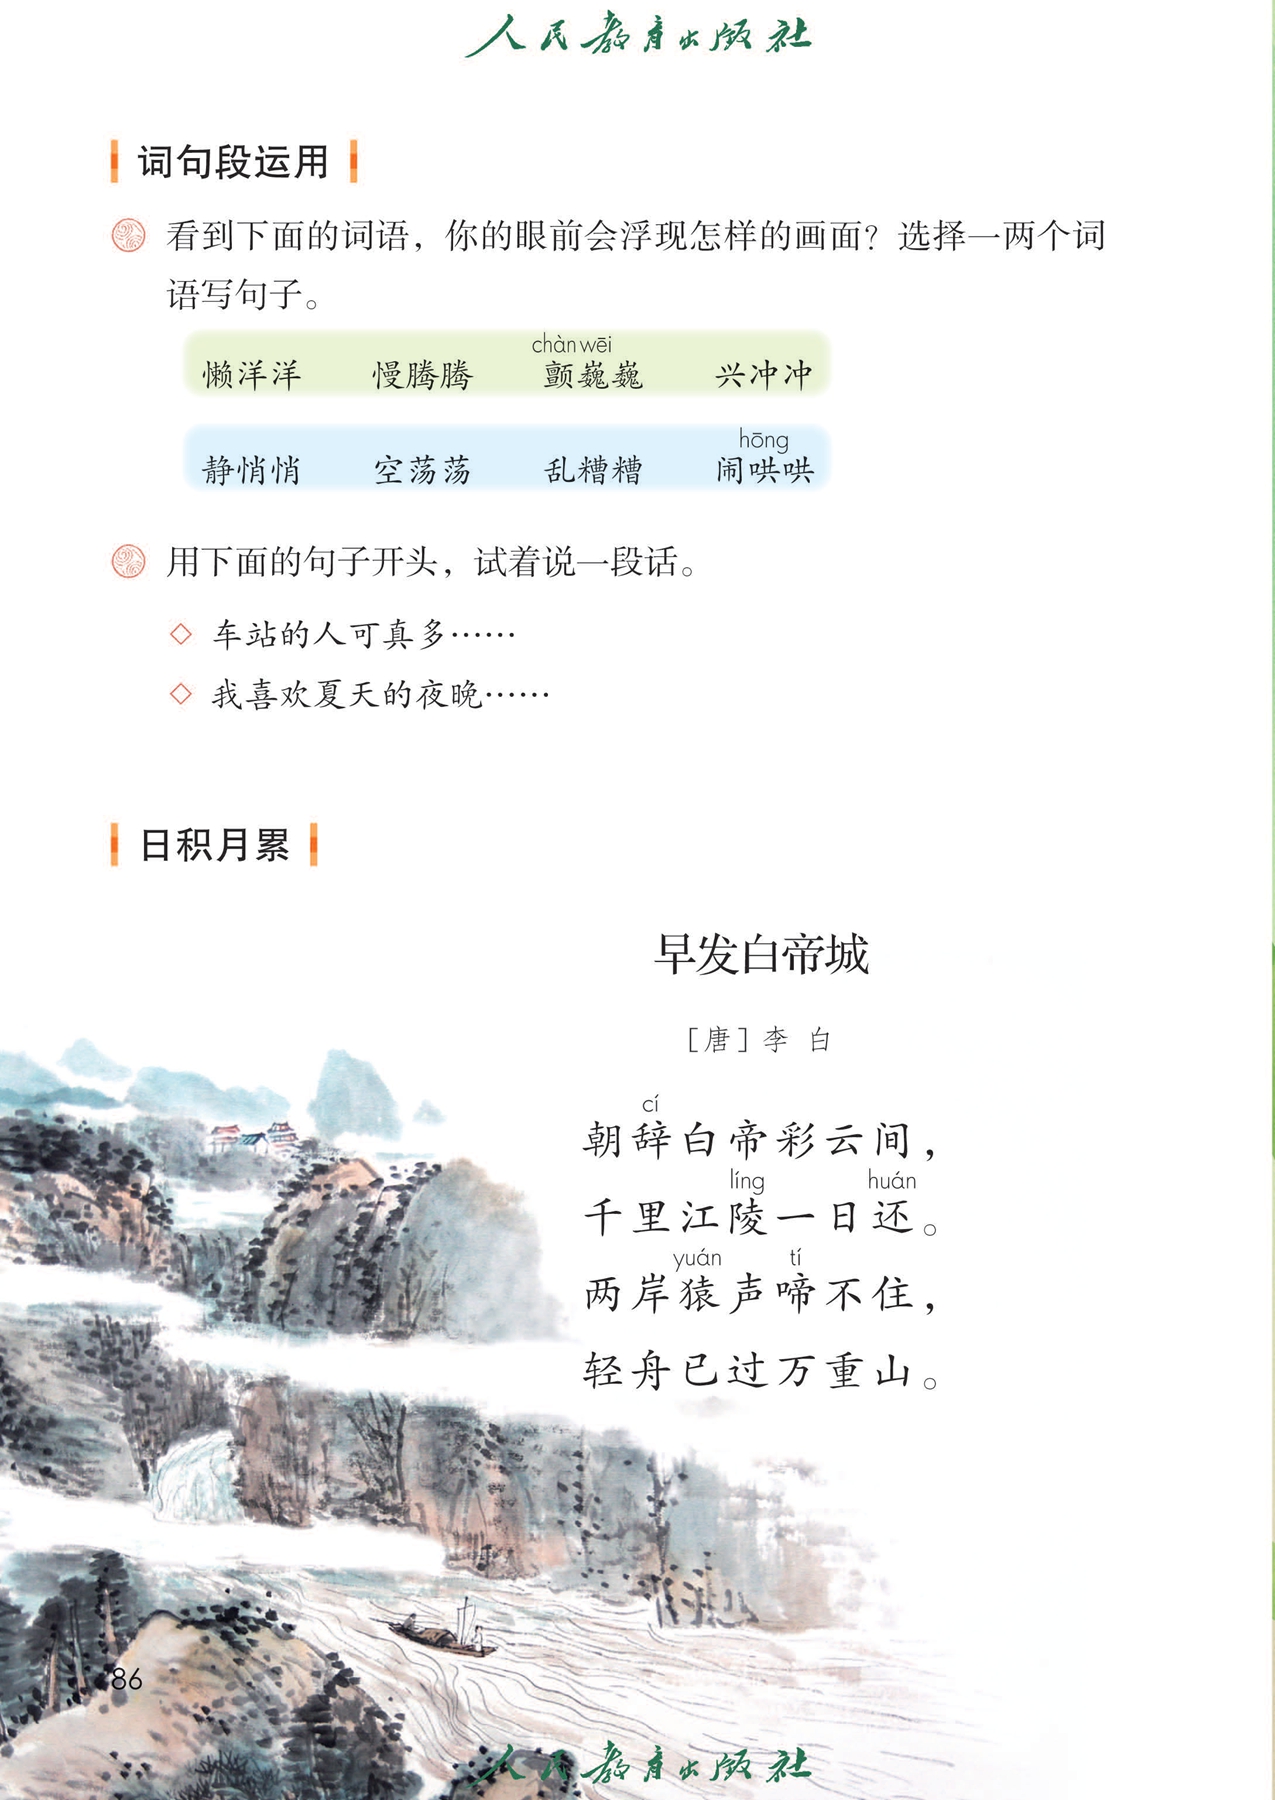 人民教育出版社
词句段运用
看到下面的词语，你的眼前会浮现怎样的画面？选择一两个词
语写句子。
chàn wēi
懒洋洋 慢腾腾 颤巍巍 兴冲冲
hōng
静悄悄 空荡荡 乱糟糟 闹哄哄
用下面的句子开头，试着说一段话。
◇ 车站的人可真多……
◇ 我喜欢夏天的夜晚……
日积月累
早发白帝城
［唐］李 白
cí
朝辞白帝彩云间，
líng huán
千里江陵一日还。
yuán tí
两岸猿声啼不住，
轻舟已过万重山。
86
人民教育出版社